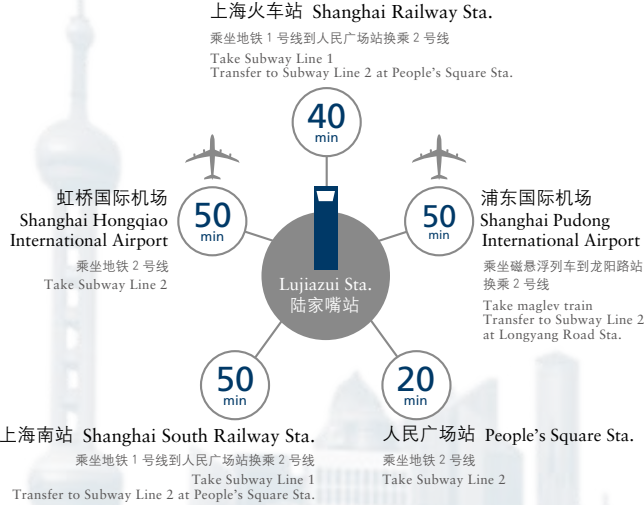 上海火车站 Shanghai Railway Sta.
乘坐地铁 1 号线到人民广场站换乘 2 号线
Take Subway Line 1
Transfer to Subway Line 2 at People's Square Sta.
40
min
虹桥国际机场
Shanghai Hongqiao
International Airport
乘坐地铁 2 号线
Take Subway Line 2
50
min
50
min
浦东国际机场
Shanghai Pudong
International Airport
乘坐磁悬浮列车到龙阳路站
换乘 2 号线
Take maglev train
Transfer to Subway Line 2
at Longyang Road Sta.
Lujiazui Sta.
陆家嘴站
50
min
上海南站 Shanghai South Railway Sta.
乘坐地铁 1 号线到人民广场站换乘 2 号线
Take Subway Line 1
Transfer to Subway Line 2 at People's Square Sta.
20
min
人民广场站 People's Square Sta.
乘坐地铁 2 号线
Take Subway Line 2